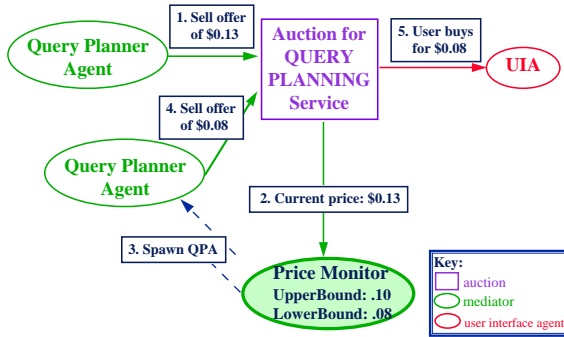 1. Sell offer
of $0.13
Query Planner
Agent
Auction for
QUERY
PLANNING
Service
5. User buys
for $0.08
UIA
4. Sell offer
of $0.08
Query Planner
Agent
2. Current price: $0.13
3. Spawn QPA
Price Monitor
UpperBound: .10
LowerBound: .08
Key:
auction
mediator
user interface agent